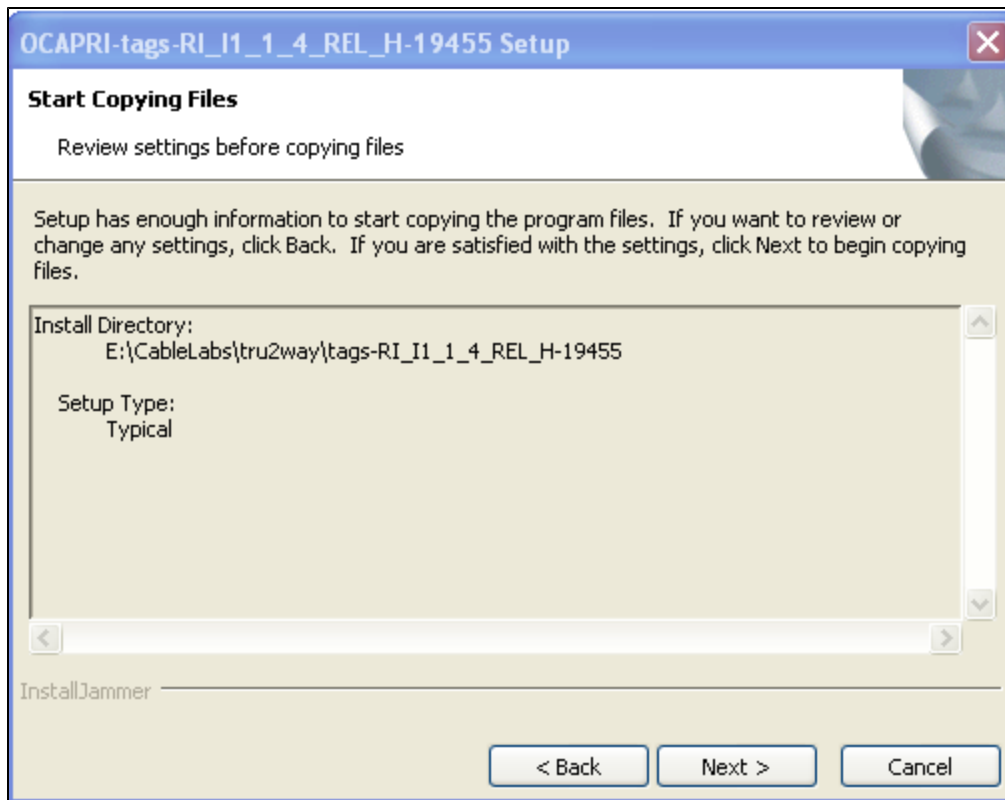 OCAPRI-tags-RI_I1_1_4_REL_H-19455 Setup
Start Copying Files
Review settings before copying files
Setup has enough information to start copying the program files.  If you want to review or
change any settings, click Back.  If you are satisfied with the settings, click Next to begin copying
files.
Install Directory:
E:\CableLabs\tru2way\tags-RI_I1_1_4_REL_H-19455
Setup Type:
Typical
InstallJammer
< Back
Next >
Cancel